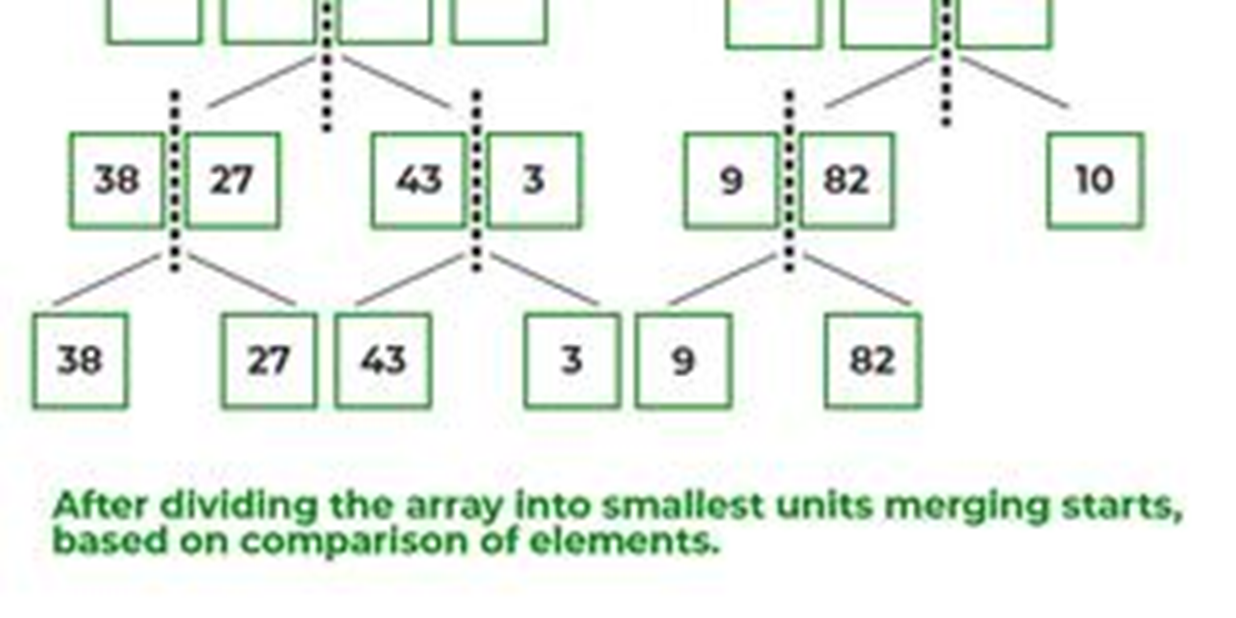 38 27 43 3 9 82 10
38 27 43 3 9 82
After dividing the array into smallest units merging starts,
based on comparison of elements.